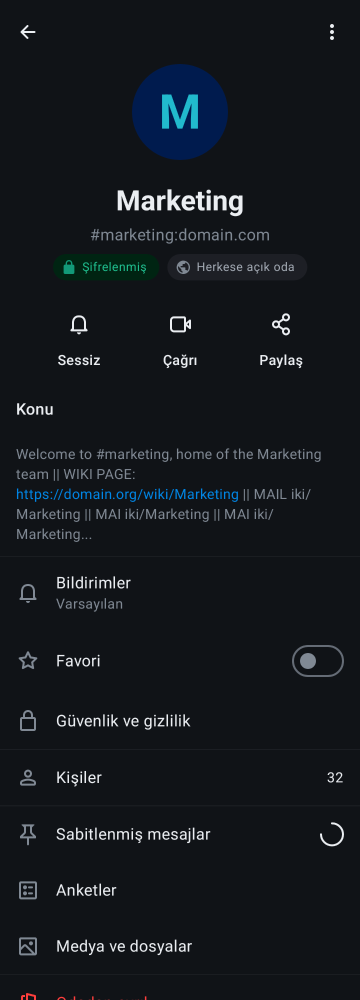 M
Marketing
#marketing:domain.com
Şifrelenmiş
Herkese açık oda
Sessiz
Çağrı
Paylaş
Konu
Welcome to #marketing, home of the Marketing
team || WIKI PAGE:
https://domain.org/wiki/Marketing || MAIL iki/
Marketing || MAI iki/Marketing || MAI iki/
Marketing...
Bildirimler
Varsayılan
Favori
Güvenlik ve gizlilik
Kişiler
32
Sabitlenmiş mesajlar
Anketler
Medya ve dosyalar